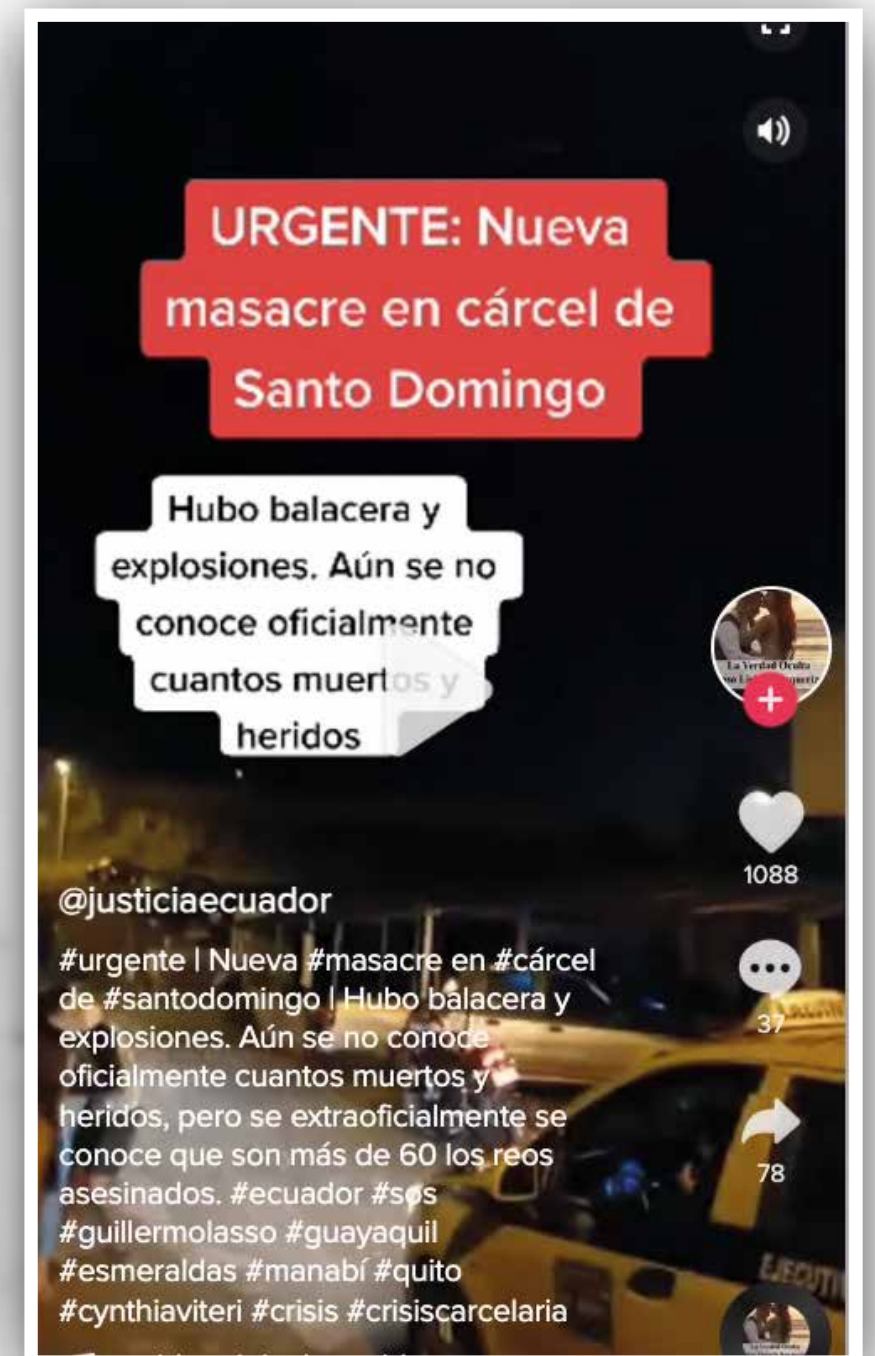 URGENTE: Nueva
masacre en cárcel de
Santo Domingo
Hubo balacera y
explosiones. Aún se no
conoce oficialmente
cuantos muertos y
heridos
La Verdad Oculta
1088
37
78
@justiciaecuador
#urgente | Nueva #masacre en #cárcel
de #santodomingo | Hubo balacera y
explosiones. Aún se no conoce
oficialmente cuantos muertos y
heridos, pero se extraoficialmente se
conoce que son más de 60 los reos
asesinados. #ecuador #sos
#guillermolasso #guayaquil
#esmeraldas #manabí #quito
#cynthiaviteri #crisis #crisiscarcelaria